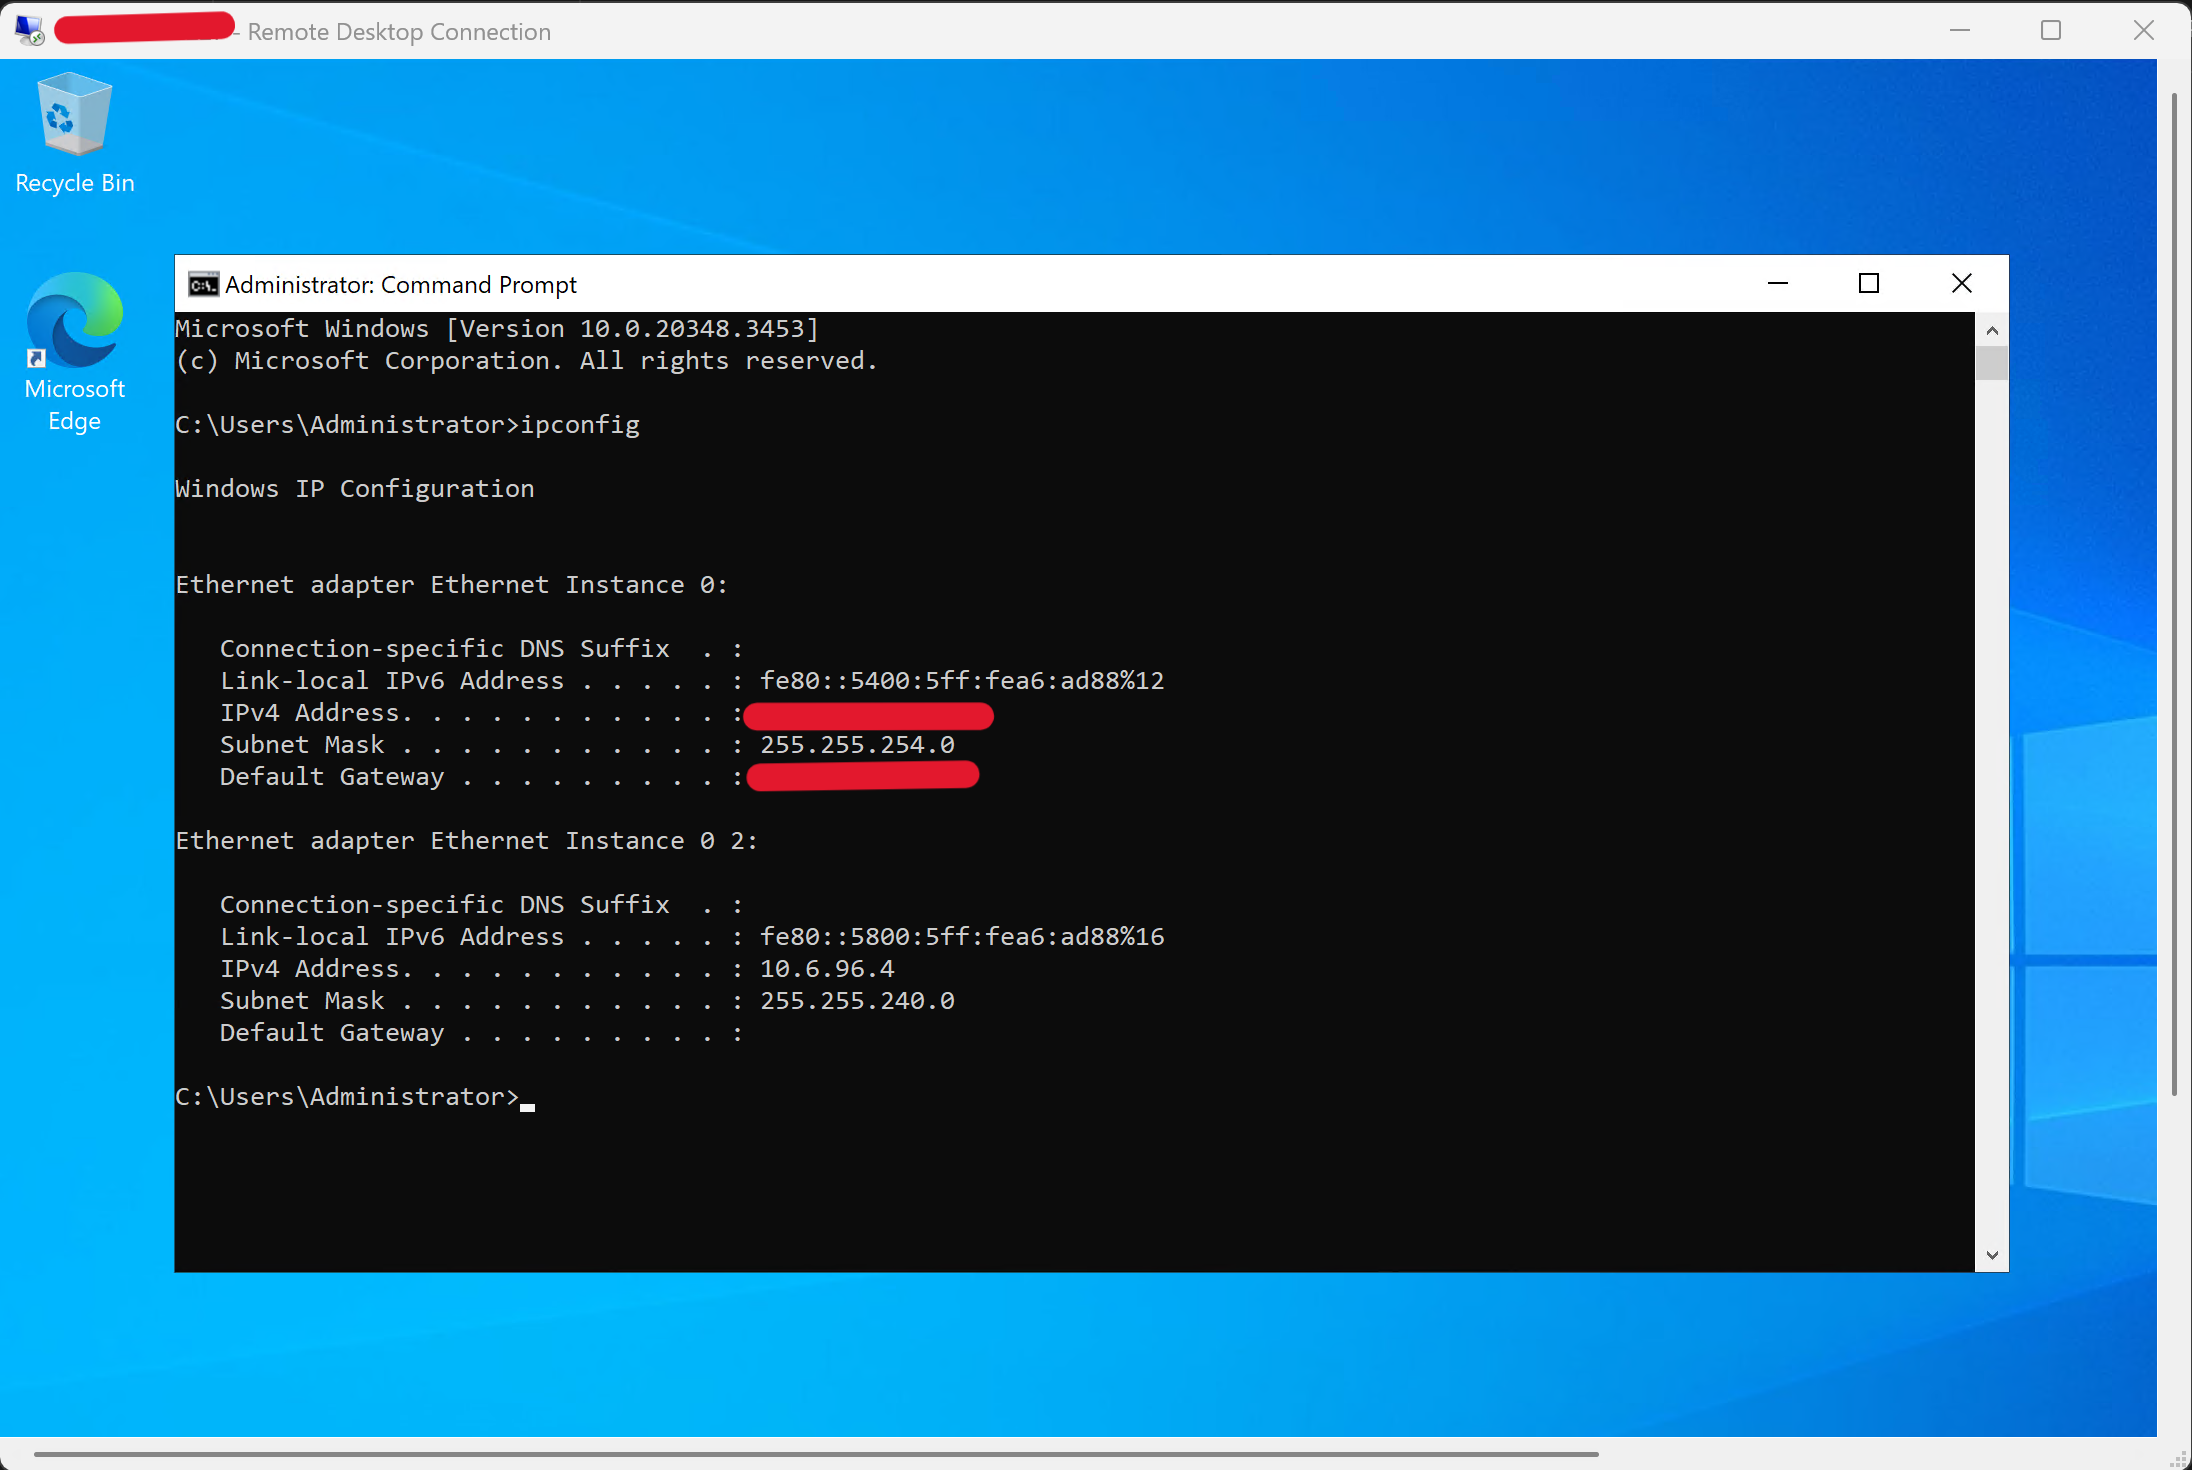 - Remote Desktop Connection
Recycle Bin
Microsoft
Edge
Administrator: Command Prompt
Microsoft Windows [Version 10.0.20348.3453]
(c) Microsoft Corporation. All rights reserved.
C:\Users\Administrator>ipconfig
Windows IP Configuration
Ethernet adapter Ethernet Instance 0:
Connection-specific DNS Suffix  . :
Link-local IPv6 Address . . . . . : fe80::5400:5ff:fea6:ad88%12
IPv4 Address. . . . . . . . . . . :
Subnet Mask . . . . . . . . . . . : 255.255.254.0
Default Gateway . . . . . . . . . :
Ethernet adapter Ethernet Instance 0 2:
Connection-specific DNS Suffix  . :
Link-local IPv6 Address . . . . . : fe80::5800:5ff:fea6:ad88%16
IPv4 Address. . . . . . . . . . . : 10.6.96.4
Subnet Mask . . . . . . . . . . . : 255.255.240.0
Default Gateway . . . . . . . . . :
C:\Users\Administrator>